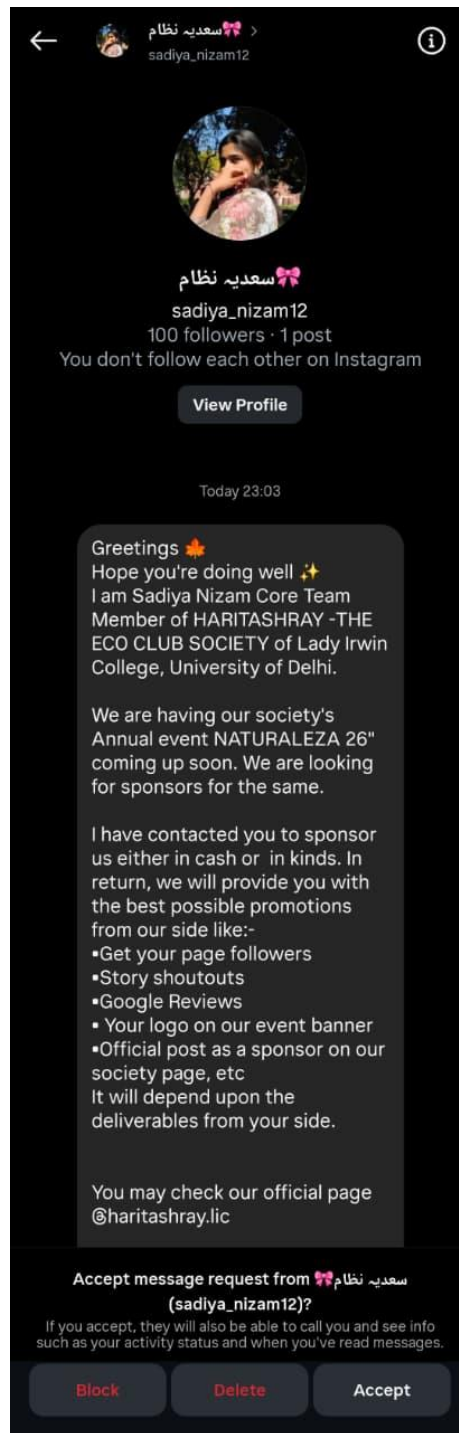 🎀سعدیہ نظام
sadiya_nizam12
🎀سعدیہ نظام
sadiya_nizam12
100 followers · 1 post
You don't follow each other on Instagram
View Profile
Today 23:03
Greetings 🍁
Hope you're doing well ✨
I am Sadiya Nizam Core Team
Member of HARITASHRAY -THE
ECO CLUB SOCIETY of Lady Irwin
College, University of Delhi.
We are having our society's
Annual event NATURALEZA 26"
coming up soon. We are looking
for sponsors for the same.
I have contacted you to sponsor
us either in cash or  in kinds. In
return, we will provide you with
the best possible promotions
from our side like:-
▪Get your page followers
▪Story shoutouts
▪Google Reviews
▪ Your logo on our event banner
▪Official post as a sponsor on our
society page, etc
It will depend upon the
deliverables from your side.
You may check our official page
@haritashray.lic
Accept message request from 🎀سعدیہ نظام
(sadiya_nizam12)?
If you accept, they will also be able to call you and see info
such as your activity status and when you've read messages.
Block
Delete
Accept